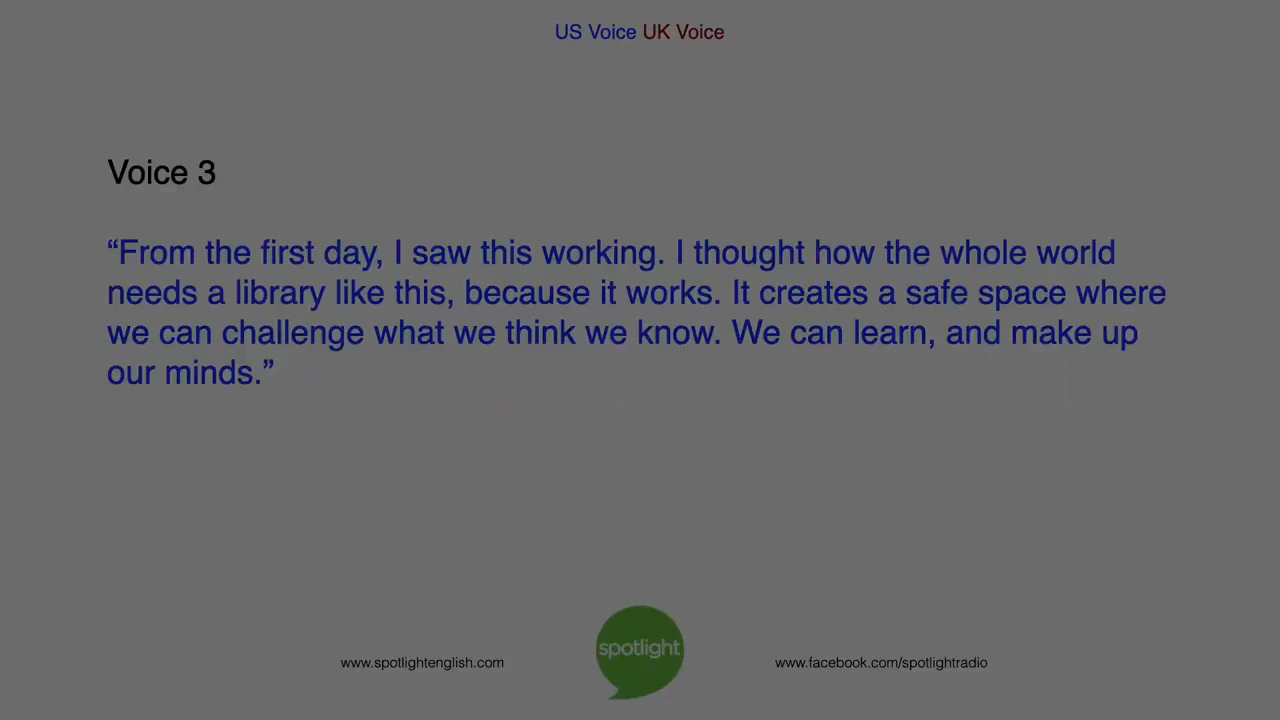 US Voice UK Voice
Voice 3
“From the first day, I saw this working. I thought how the whole world
needs a library like this, because it works. It creates a safe space where
we can challenge what we think we know. We can learn, and make up
our minds.”
spotlight
www.spotlightenglish.com
www.facebook.com/spotlightradio